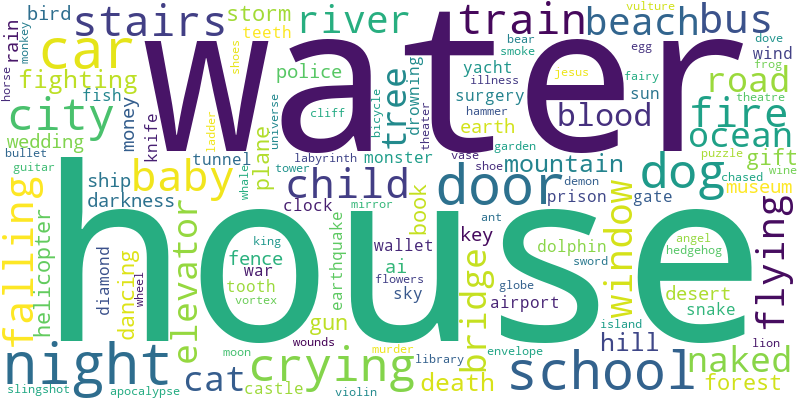 bird
stairs
storm
teeth
river
train
beach
bus
vulture
dove
wind
horse
rain
monkey
car
shoes
police
bear
smoke
egg
yacht
illness
drowning
jesus
sun
fairy
frog
road
theatre
fighting
fish
city
money
knife
ladder
water
universe
cliff
bicycle
tree
theater
surgery
hammer
earth
blood
fire
ocean
wedding
bullet
guitar
tunnel
plane
labyrinth
tower
monster
vase
shoe
garden
mountain
puzzle
chased
gift
wine
museum
dog
baby
ship
darkness
whale
child
clock
mirror
book
door
demon
prison
gate
window
falling
helicopter
diamond
dancing
wheel
elevator
king
fence
war
tooth
vortex
house
earthquake
wallet
ai
flowers
sky
key
ant
globe
airport
bridge
dolphin
sword
angel
hedgehog
desert
snake
flying
lion
island
hill
gun
wounds
moon
murder
library
envelope
night
slingshot
apocalypse
cat
castle
crying
violin
death
school
naked
forest